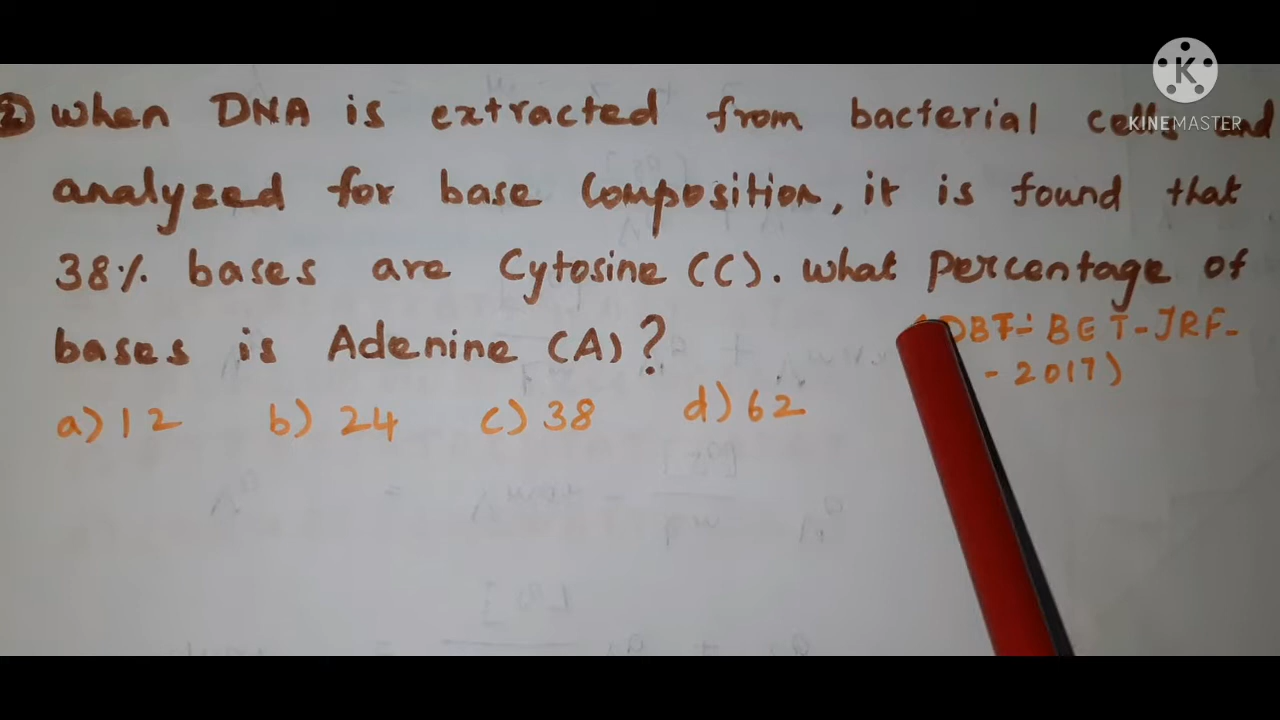 2) When DNA is extracted from bacterial cells and
analyzed for base Composition, it is found that
38% bases are Cytosine (C). What Percentage of
bases is Adenine (A)?
(DBT-BET-JRF-
- 2017)
a) 12 b) 24 c) 38 d) 62
K
KINEMASTER